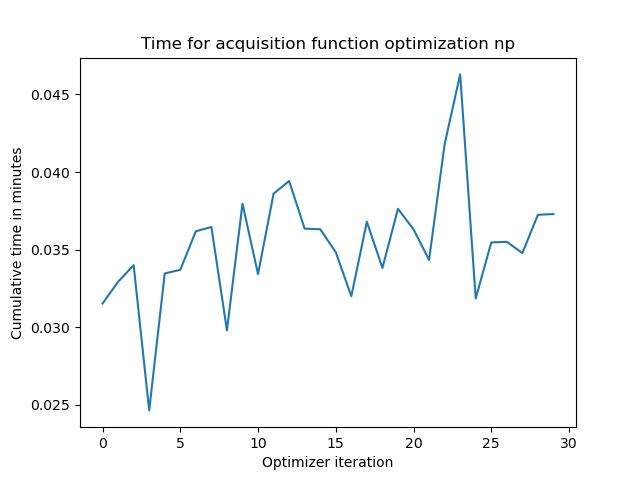 Time for acquisition function optimization np
Cumulative time in minutes
0.045
0.040
0.035
0.030
0.025
0 5 10 15 20 25 30
Optimizer iteration